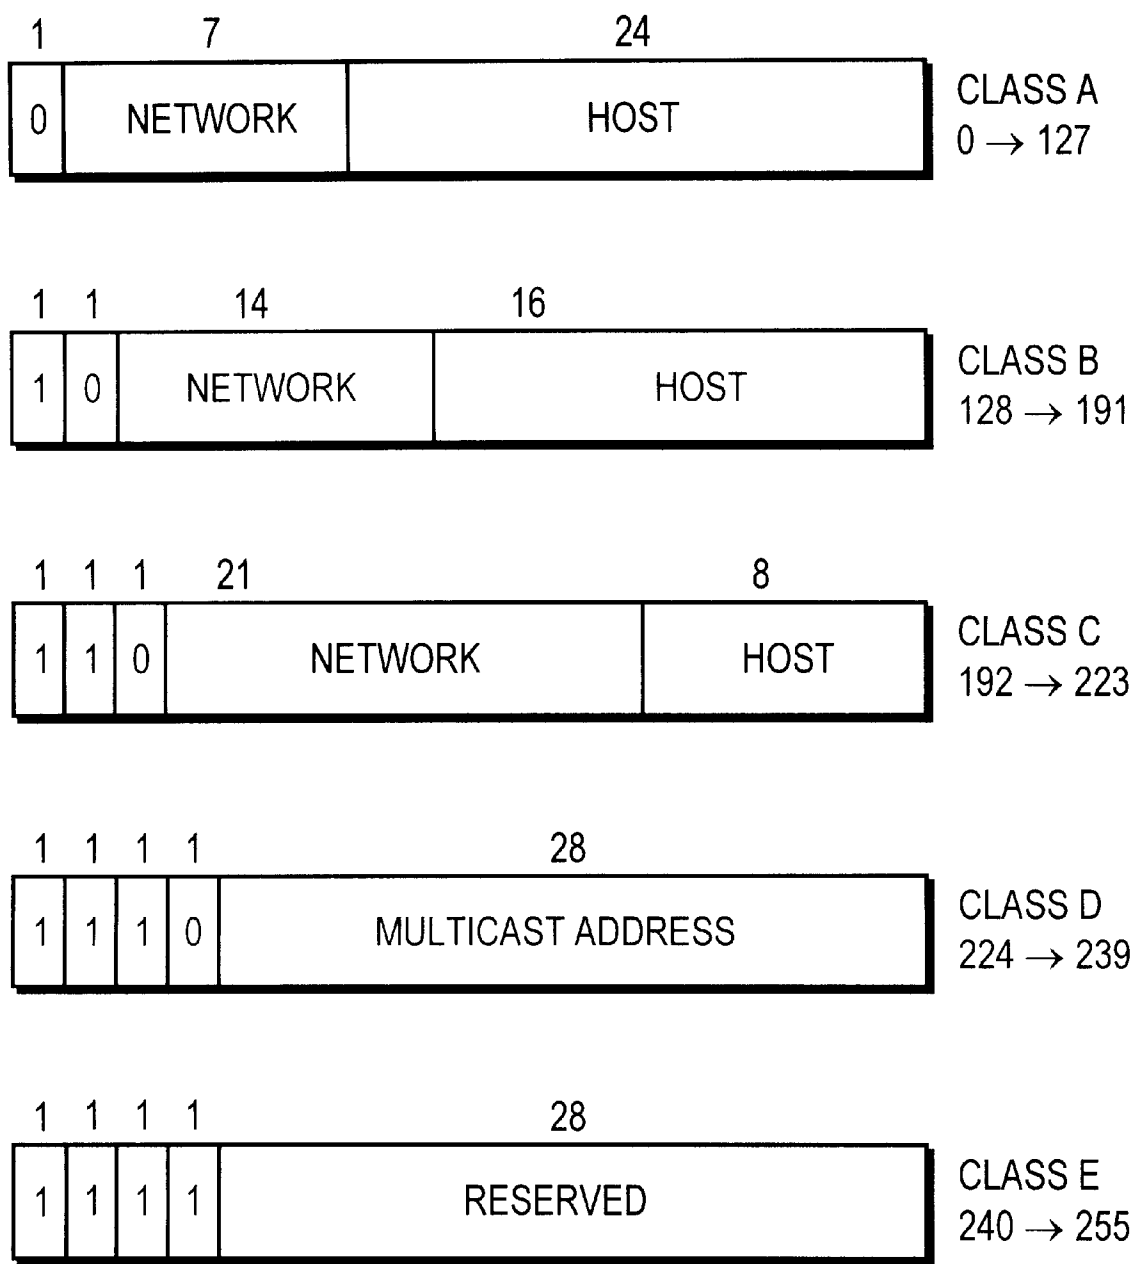 1 7 24
0 NETWORK HOST
CLASS A
0 → 127
1 1 14 16
1 0 NETWORK HOST
CLASS B
128 → 191
1 1 1 21 8
1 1 0 NETWORK HOST
CLASS C
192 → 223
1 1 1 1 28
1 1 1 0 MULTICAST ADDRESS
CLASS D
224 → 239
1 1 1 1 28
1 1 1 1 RESERVED
CLASS E
240 → 255